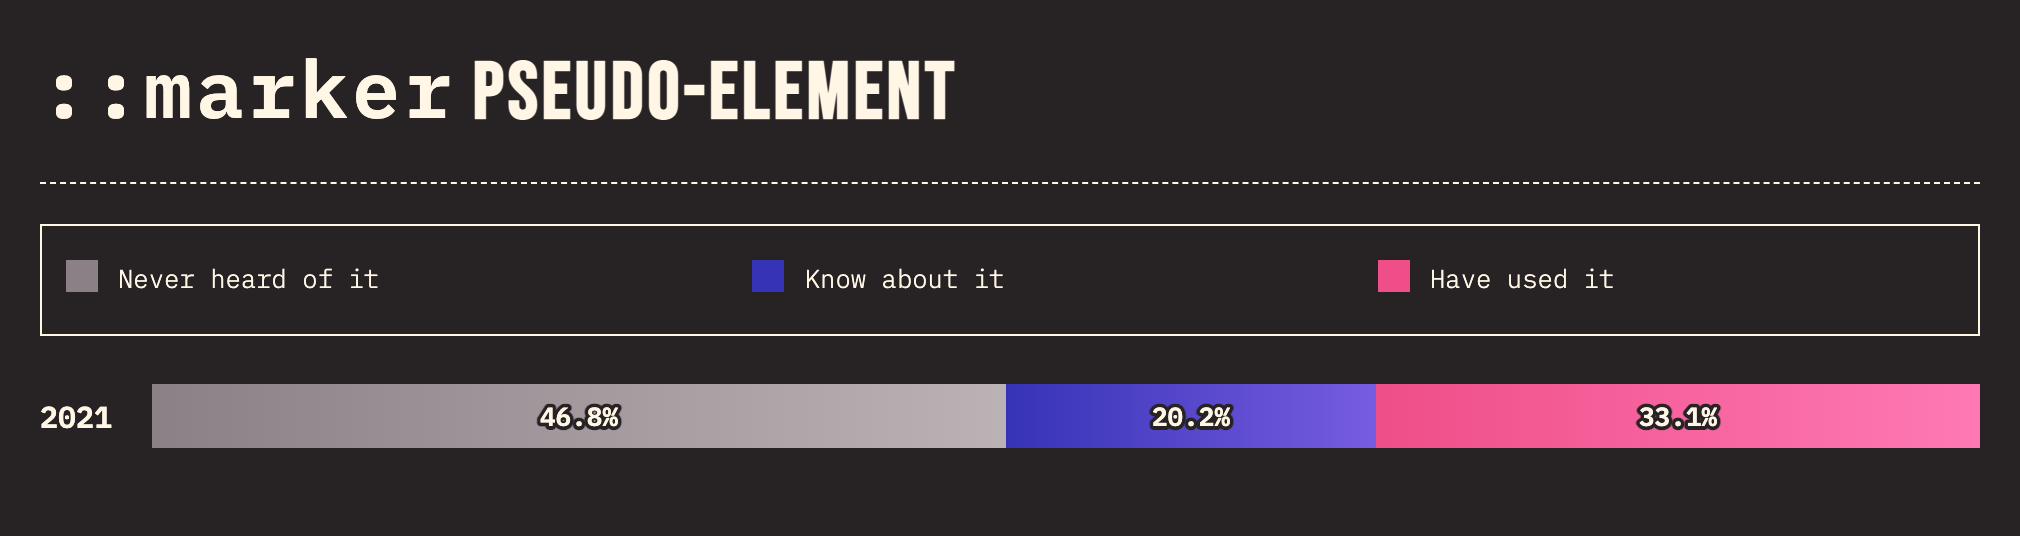 ::marker PSEUDO-ELEMENT
Never heard of it Know about it Have used it
2021 46.8% 20.2% 33.1%